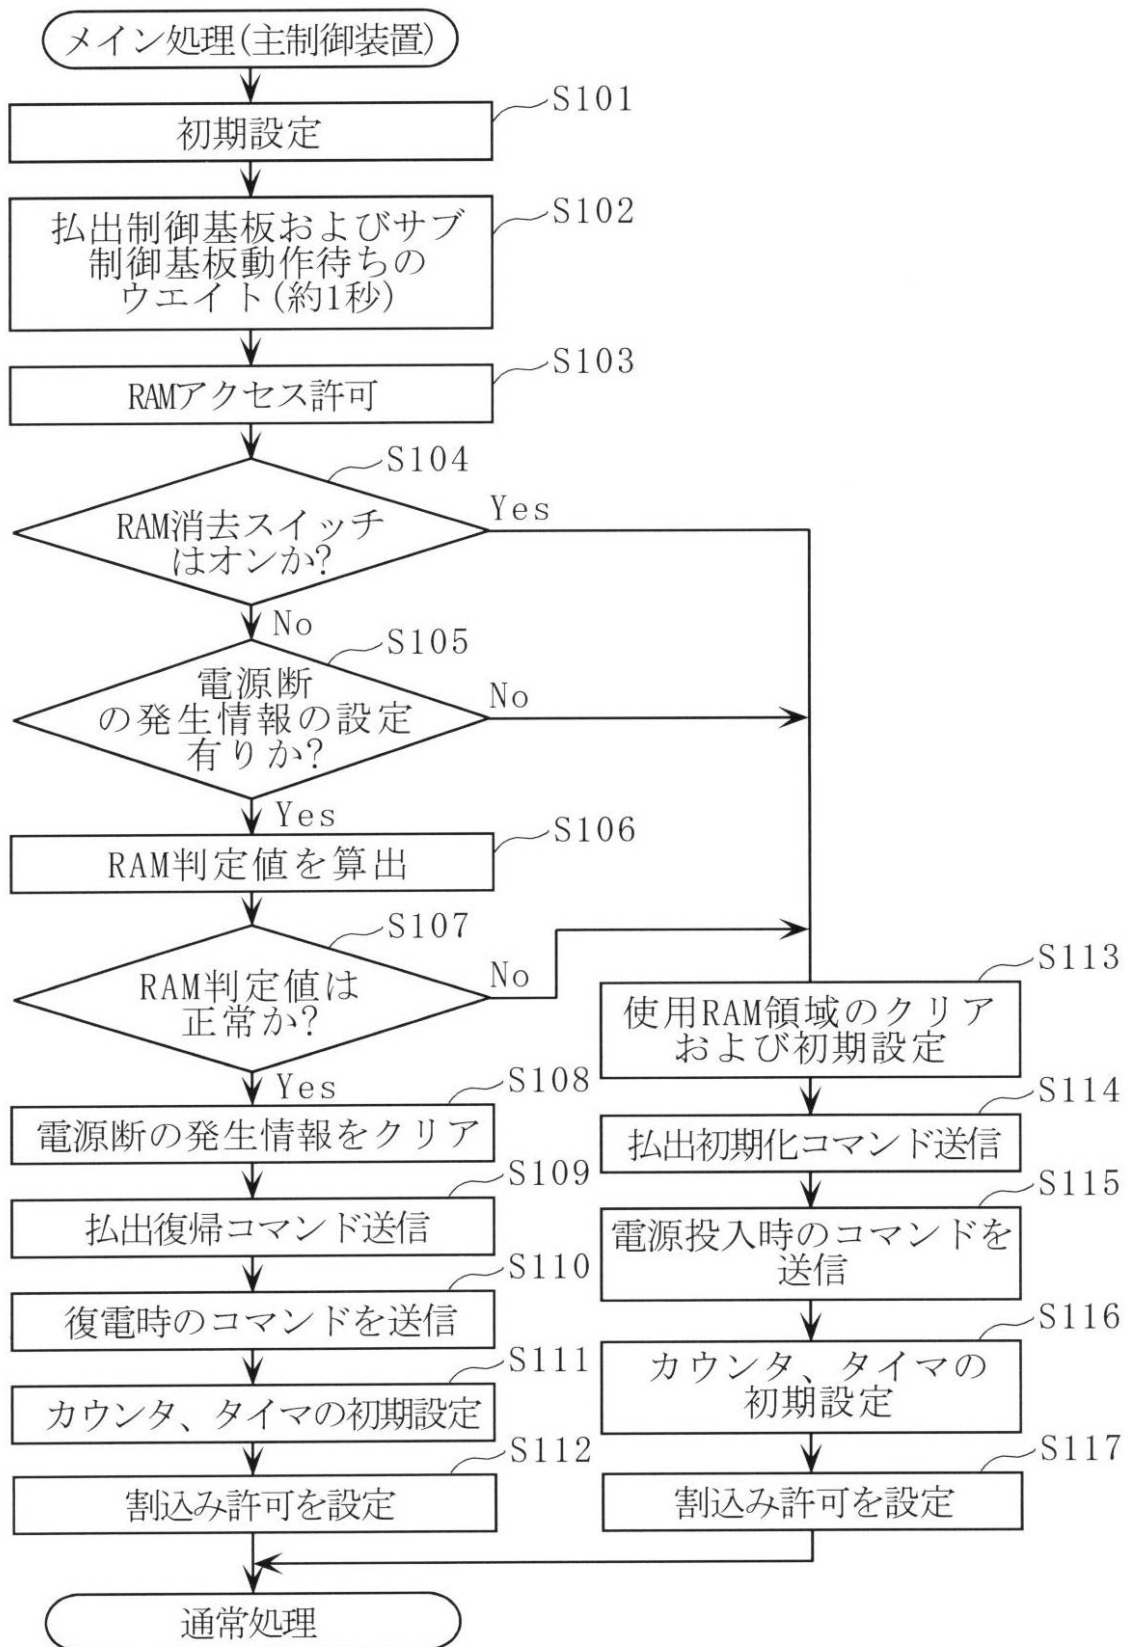 メイン処理(主制御装置)
S101
初期設定
S102
払出制御基板およびサブ
制御基板動作待ちの
ウエイト(約1秒)
S103
RAMアクセス許可
S104
RAM消去スイッチ
はオンか?
Yes
No
S105
電源断
の発生情報の設定
有りか?
No
Yes
S106
RAM判定値を算出
S107
RAM判定値は
正常か?
No
Yes
S108
電源断の発生情報をクリア
S109
払出復帰コマンド送信
S110
復電時のコマンドを送信
S111
カウンタ、タイマの初期設定
S112
割込み許可を設定
S113
使用RAM領域のクリア
および初期設定
S114
払出初期化コマンド送信
S115
電源投入時のコマンドを
送信
S116
カウンタ、タイマの
初期設定
S117
割込み許可を設定
通常処理